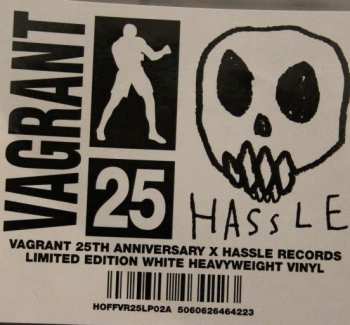 VAGRANT
25
HASSLE
VAGRANT 25TH ANNIVERSARY X HASSLE RECORDS
LIMITED EDITION WHITE HEAVYWEIGHT VINYL
HOFFVR25LP02A 5060626464223